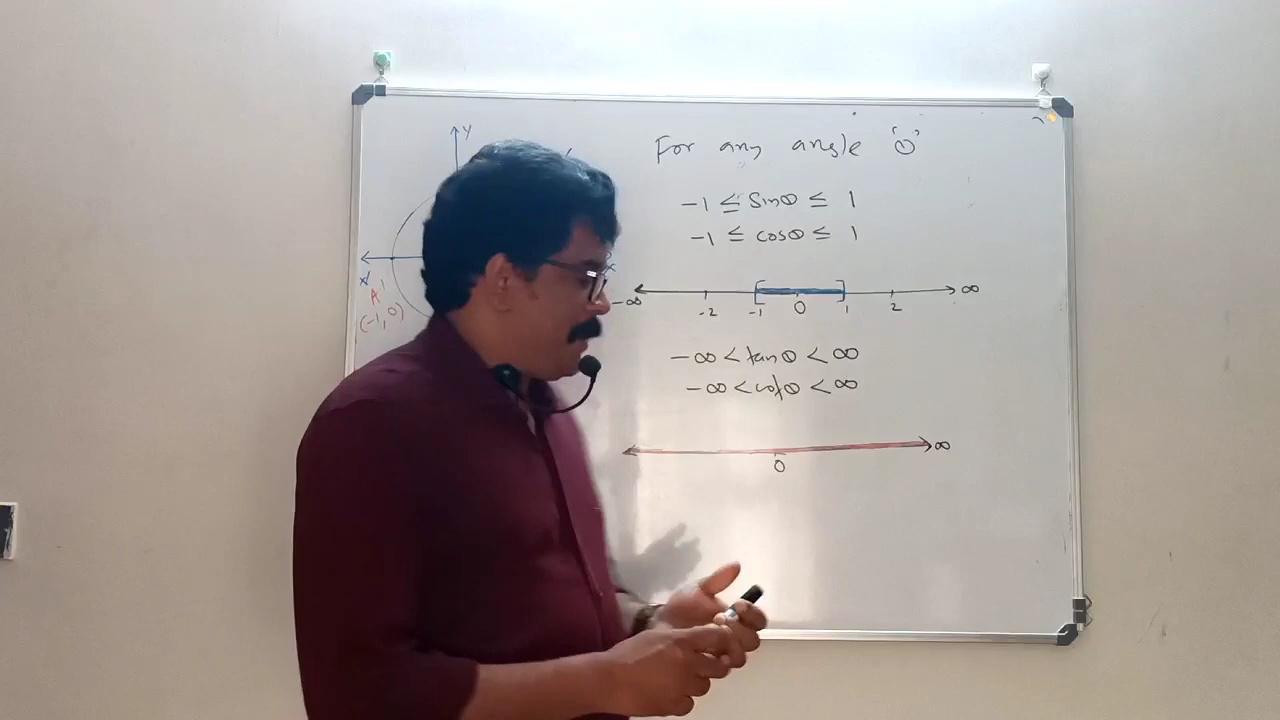 For any angle 'θ'
-1 ≤ Sinθ ≤ 1
-1 ≤ cosθ ≤ 1
-∞ ∞
-2 -1 0 1 2
-∞ < tanθ < ∞
-∞ < cotθ < ∞
∞
0
Y
X' X
A'
(-1, 0)